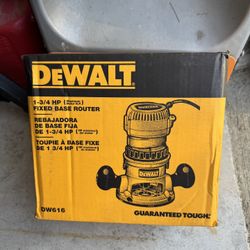 DEWALT
1-3/4 HP
FIXED BASE ROUTER
REBAJADORA
DE BASE FIJA
DE 1-3/4 HP
TOUPIE À BASE FIXE
DE 1 3/4 HP
DEWALT
DW616
GUARANTEED TOUGH